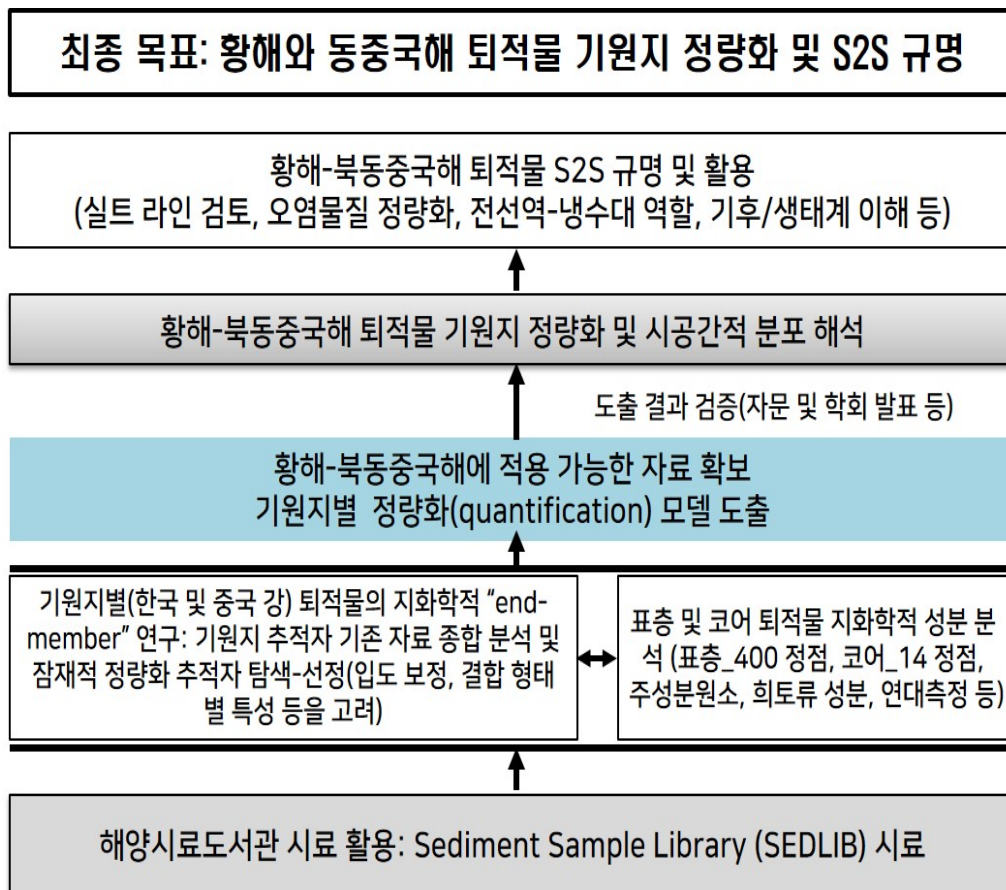 최종 목표: 황해와 동중국해 퇴적물 기원지 정량화 및 S2S 규명
황해-북동중국해 퇴적물 S2S 규명 및 활용
(실트 라인 검토, 오염물질 정량화, 전선역-냉수대 역할, 기후/생태계 이해 등)
황해-북동중국해 퇴적물 기원지 정량화 및 시공간적 분포 해석
도출 결과 검증(자문 및 학회 발표 등)
황해-북동중국해에 적용 가능한 자료 확보
기원지별 정량화(quantification) 모델 도출
기원지별(한국 및 중국 강) 퇴적물의 지화학적 “end-
member” 연구: 기원지 추적자 기존 자료 종합 분석 및
잠재적 정량화 추적자 탐색-선정(입도 보정, 결합 형태
별 특성 등을 고려)
표층 및 코어 퇴적물 지화학적 성분 분
석 (표층_400 정점, 코어_14 정점,
주성분원소, 희토류 성분, 연대측정 등)
해양시료도서관 시료 활용: Sediment Sample Library (SEDLIB) 시료